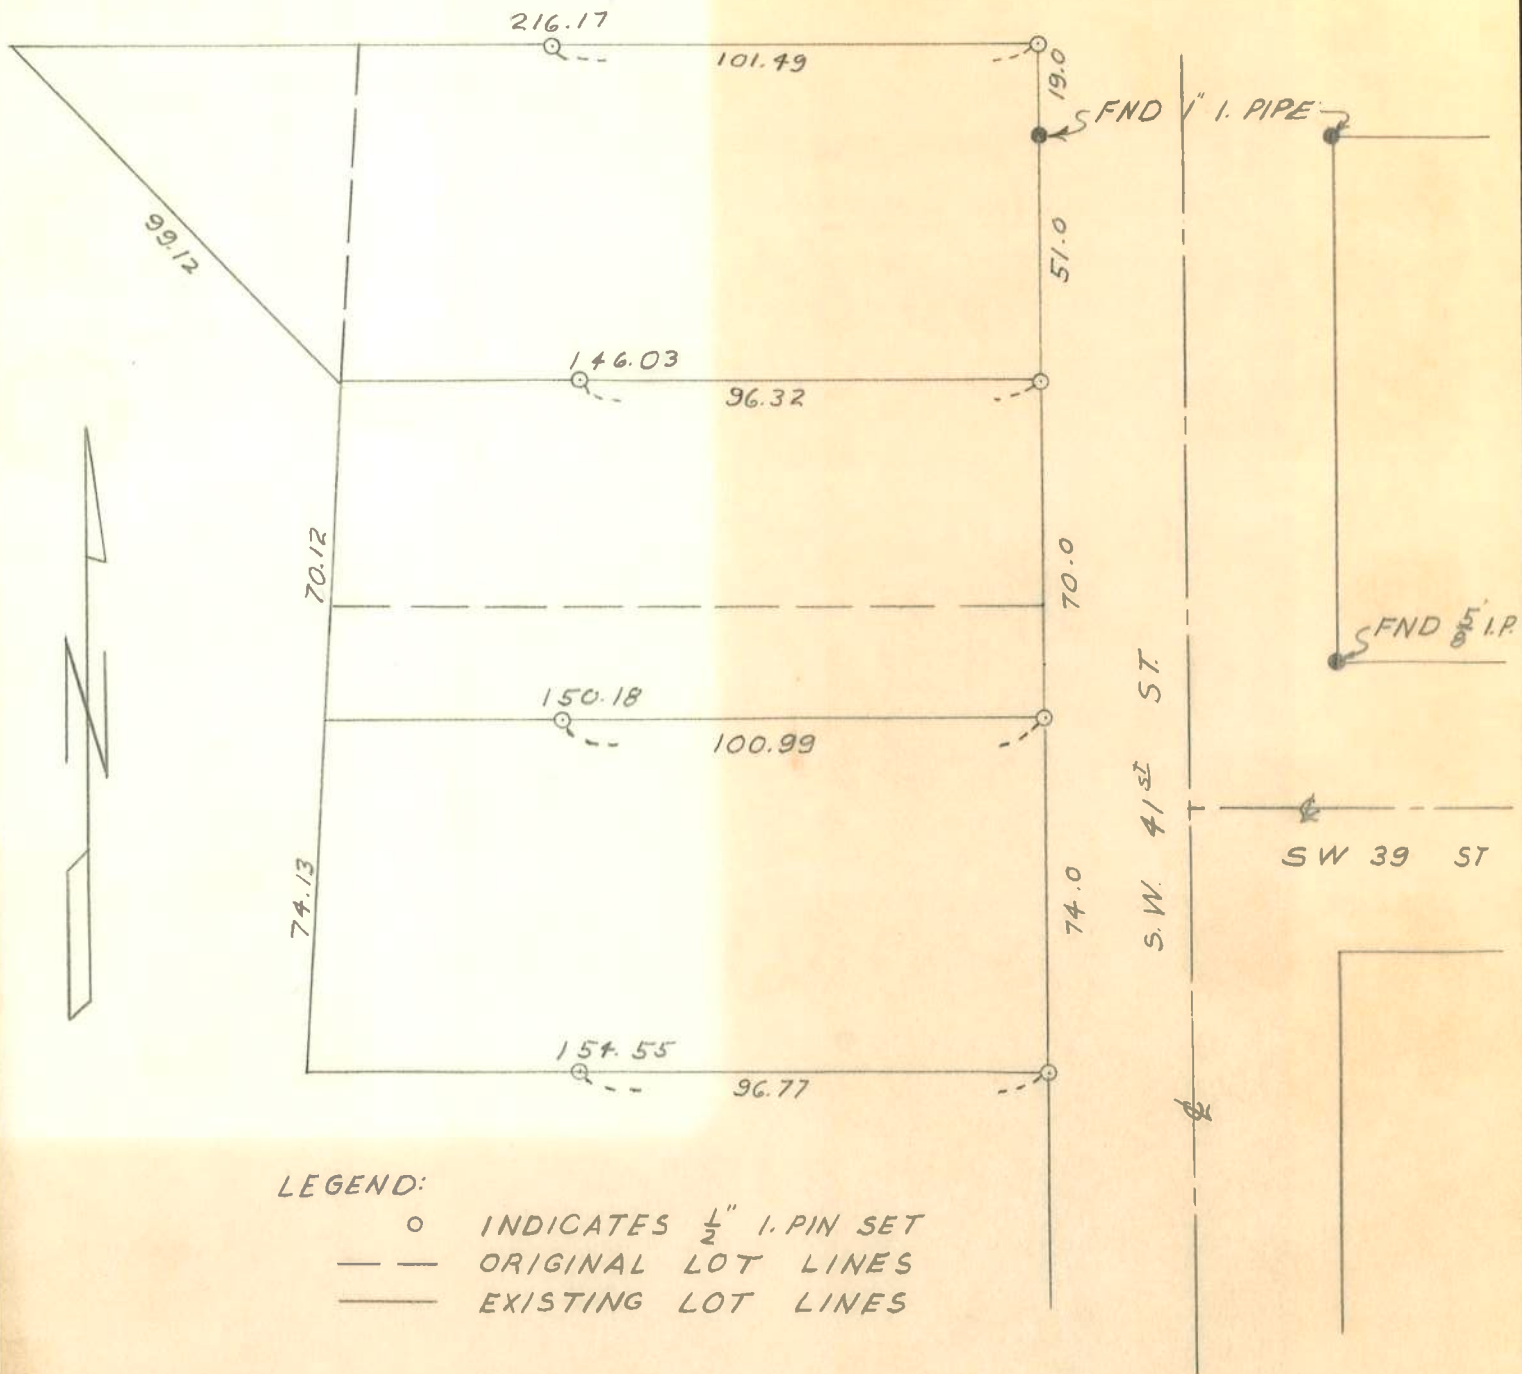 216.17
101.49
19.0
FND 1" I. PIPE
99.12
51.0
146.03
96.32
70.12
70.0
FND 5/8 I.P.
150.18
100.99
N
S.W. 41ST ST.
SW 39 ST
74.13
74.0
154.55
96.77
LEGEND:
INDICATES 1/2" I. PIN SET
ORIGINAL LOT LINES
EXISTING LOT LINES